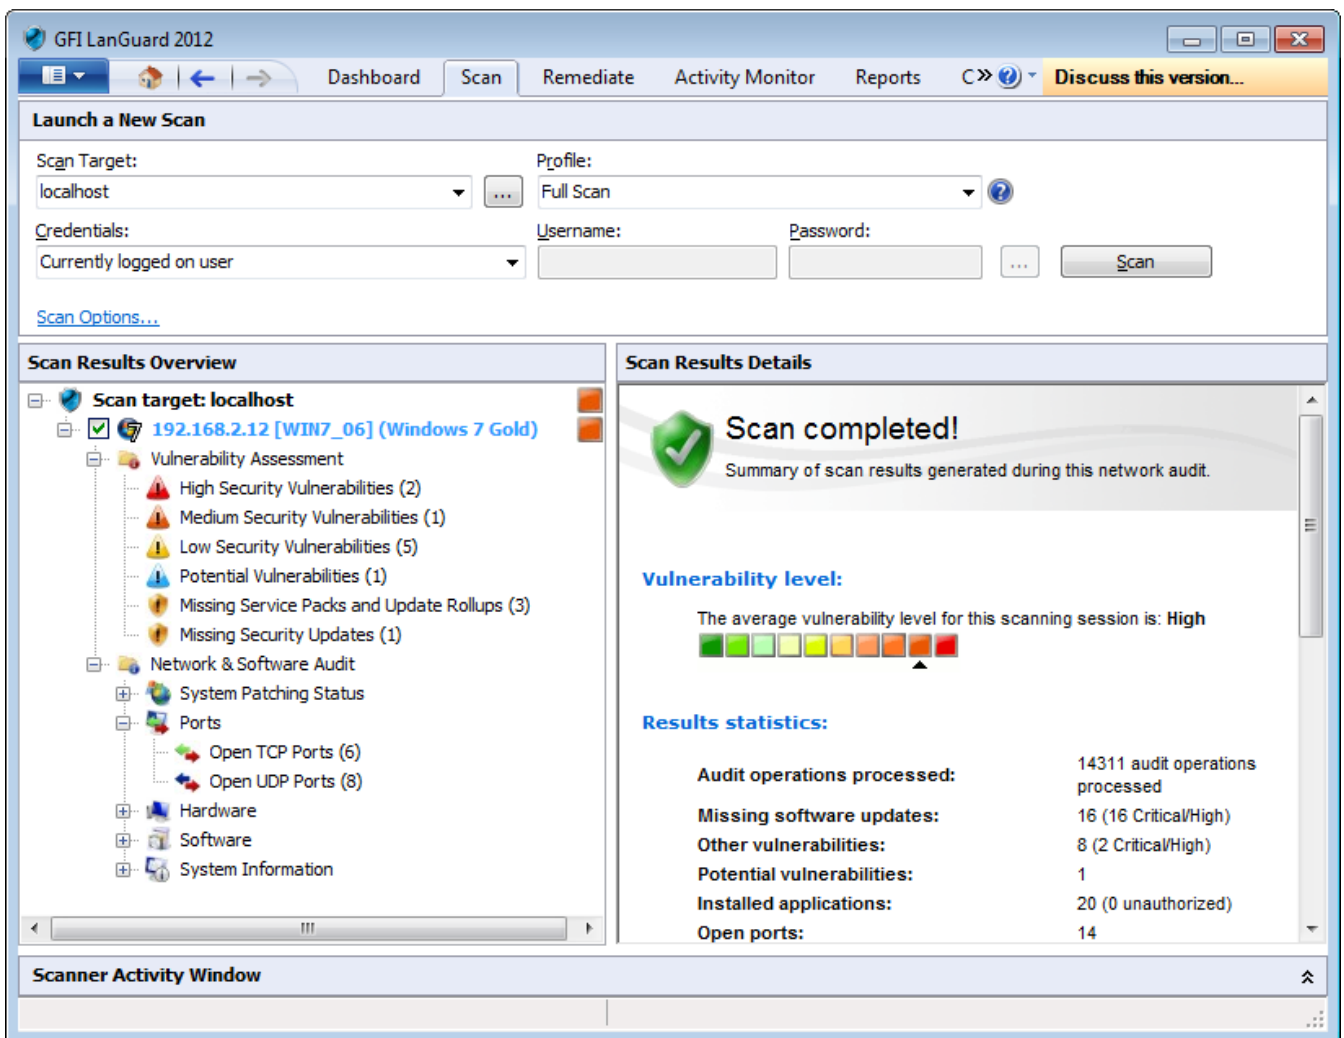 GFI LanGuard 2012
Dashboard Scan Remediate Activity Monitor Reports C» Discuss this version...
Launch a New Scan
Scan Target: Profile:
localhost ... Full Scan
Credentials: Username: Password:
Currently logged on user ... Scan
Scan Options...
Scan Results Overview
Scan target: localhost
192.168.2.12 [WIN7_06] (Windows 7 Gold)
Vulnerability Assessment
High Security Vulnerabilities (2)
Medium Security Vulnerabilities (1)
Low Security Vulnerabilities (5)
Potential Vulnerabilities (1)
Missing Service Packs and Update Rollups (3)
Missing Security Updates (1)
Network & Software Audit
System Patching Status
Ports
Open TCP Ports (6)
Open UDP Ports (8)
Hardware
Software
System Information
Scan Results Details
Scan completed!
Summary of scan results generated during this network audit.
Vulnerability level:
The average vulnerability level for this scanning session is: High
Results statistics:
Audit operations processed: 14311 audit operations
processed
Missing software updates: 16 (16 Critical/High)
Other vulnerabilities: 8 (2 Critical/High)
Potential vulnerabilities: 1
Installed applications: 20 (0 unauthorized)
Open ports: 14
Scanner Activity Window